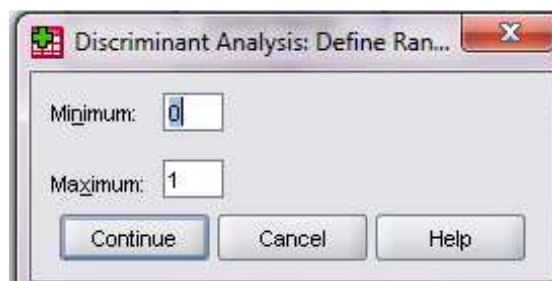 Discriminant Analysis: Define Ran...
Minimum: 0
Maximum: 1
Continue Cancel Help